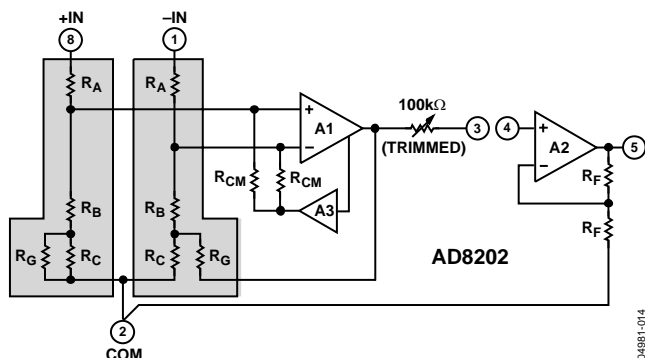 +IN
–IN
8
1
RA
RA
100kΩ
+
A1
–
3
4
+
A2
–
5
(TRIMMED)
RCM
RCM
RF
A3
RB
RB
RF
RG
RC
RC
RG
AD8202
2
COM
04981-014